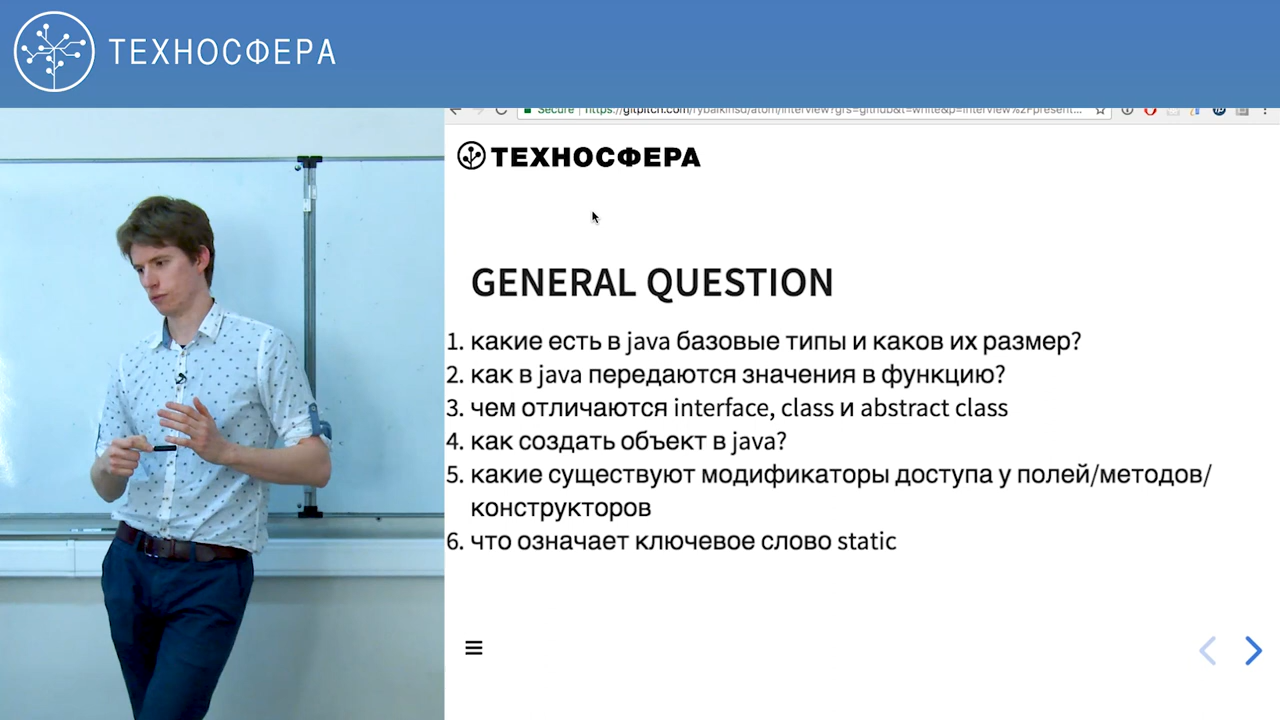 ТЕХНОСФЕРА
Secure
ТЕХНОСФЕРА
GENERAL QUESTION
1. какие есть в java базовые типы и каков их размер?
2. как в java передаются значения в функцию?
3. чем отличаются interface, class и abstract class
4. как создать объект в java?
5. какие существуют модификаторы доступа у полей/методов/
конструкторов
6. что означает ключевое слово static